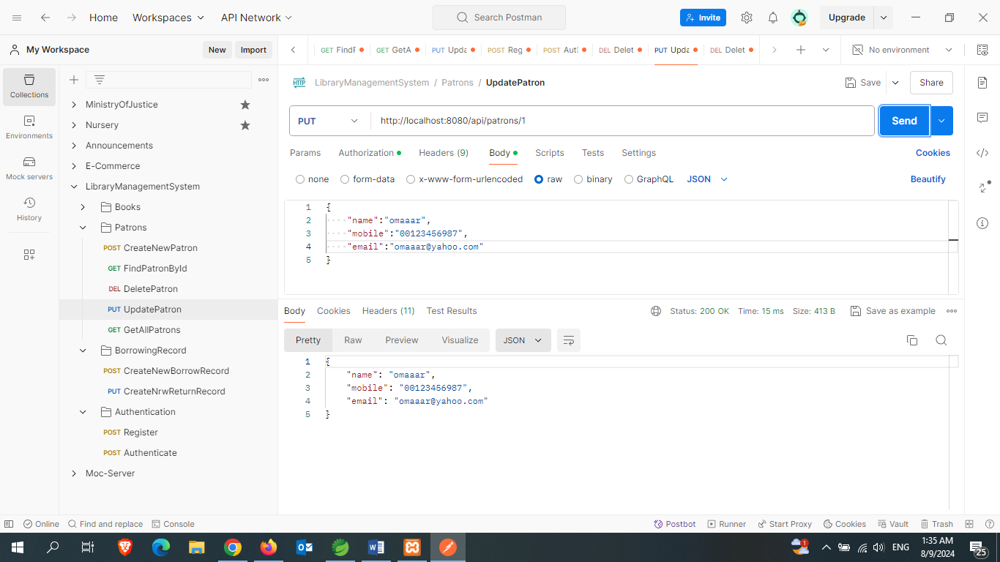 Home Workspaces API Network Search Postman Invite Upgrade
My Workspace New Import GET FindF GET GetA PUT Upda POST Reg POST Aut DEL Delet PUT Upda DEL Delet No environment
Collections
Environments
Mock servers
History
MinistryOfJustice
Nursery
Announcements
E-Commerce
LibraryManagementSystem
Books
Patrons
POST CreateNewPatron
GET FindPatronById
DEL DeletePatron
PUT UpdatePatron
GET GetAllPatrons
BorrowingRecord
POST CreateNewBorrowRecord
PUT CreateNrwReturnRecord
Authentication
POST Register
POST Authenticate
Moc-Server
HTTP LibraryManagementSystem / Patrons / UpdatePatron Save Share
PUT http://localhost:8080/api/patrons/1 Send
Params Authorization Headers (9) Body Scripts Tests Settings Cookies
none form-data x-www-form-urlencoded raw binary GraphQL JSON Beautify
1 {
2 "name":"omaaar",
3 "mobile":"00123456987",
4 "email":"omaaar@yahoo.com"
5 }
Body Cookies Headers (11) Test Results Status: 200 OK Time: 15 ms Size: 413 B Save as example
Pretty Raw Preview Visualize JSON
1 {
2 "name": "omaaar",
3 "mobile": "00123456987",
4 "email": "omaaar@yahoo.com"
5 }
Online Find and replace Console Postbot Runner Start Proxy Cookies Vault Trash
1 ENG 1:35 AM
8/9/2024 25